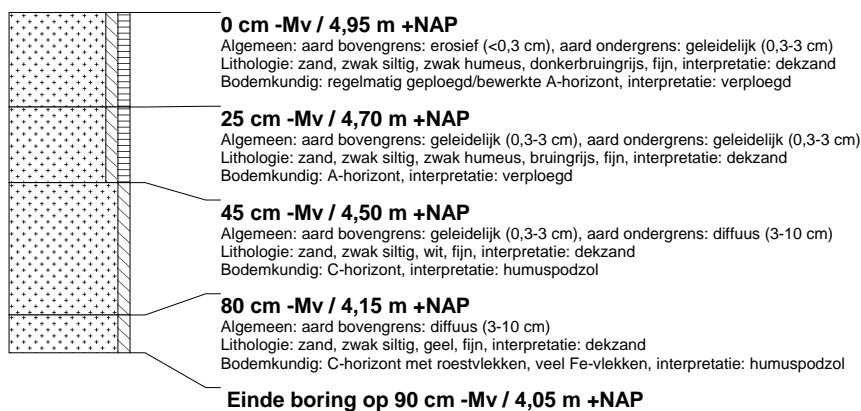 0 cm -Mv / 4,95 m +NAP
Algemeen: aard bovengrens: erosief (<0,3 cm), aard ondergrens: geleidelijk (0,3-3 cm)
Lithologie: zand, zwak siltig, zwak humeus, donkerbruingrijs, fijn, interpretatie: dekzand
Bodemkundig: regelmatig geploegd/bewerkte A-horizont, interpretatie: verploegd
25 cm -Mv / 4,70 m +NAP
Algemeen: aard bovengrens: geleidelijk (0,3-3 cm), aard ondergrens: geleidelijk (0,3-3 cm)
Lithologie: zand, zwak siltig, zwak humeus, bruingrijs, fijn, interpretatie: dekzand
Bodemkundig: A-horizont, interpretatie: verploegd
45 cm -Mv / 4,50 m +NAP
Algemeen: aard bovengrens: geleidelijk (0,3-3 cm), aard ondergrens: diffuus (3-10 cm)
Lithologie: zand, zwak siltig, wit, fijn, interpretatie: dekzand
Bodemkundig: C-horizont, interpretatie: humuspodzol
80 cm -Mv / 4,15 m +NAP
Algemeen: aard bovengrens: diffuus (3-10 cm)
Lithologie: zand, zwak siltig, geel, fijn, interpretatie: dekzand
Bodemkundig: C-horizont met roestvlekken, veel Fe-vlekken, interpretatie: humuspodzol
Einde boring op 90 cm -Mv / 4,05 m +NAP